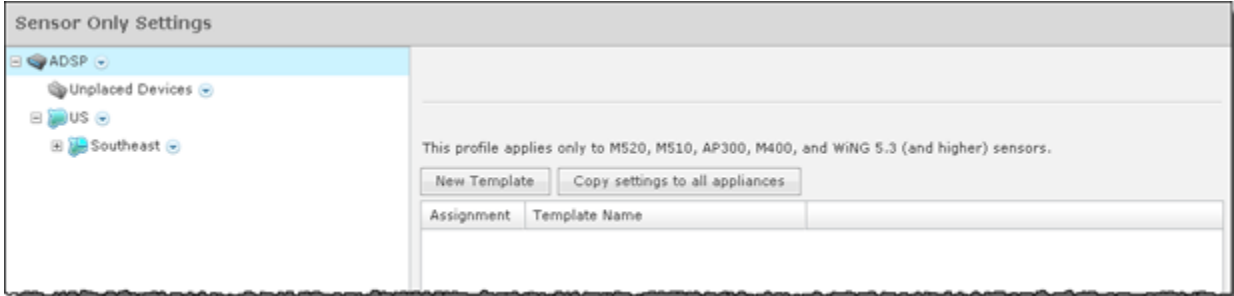 Sensor Only Settings
ADSP
Unplaced Devices
US
Southeast
This profile applies only to M520, M510, AP300, M400, and WiNG 5.3 (and higher) sensors.
New Template
Copy settings to all appliances
Assignment
Template Name